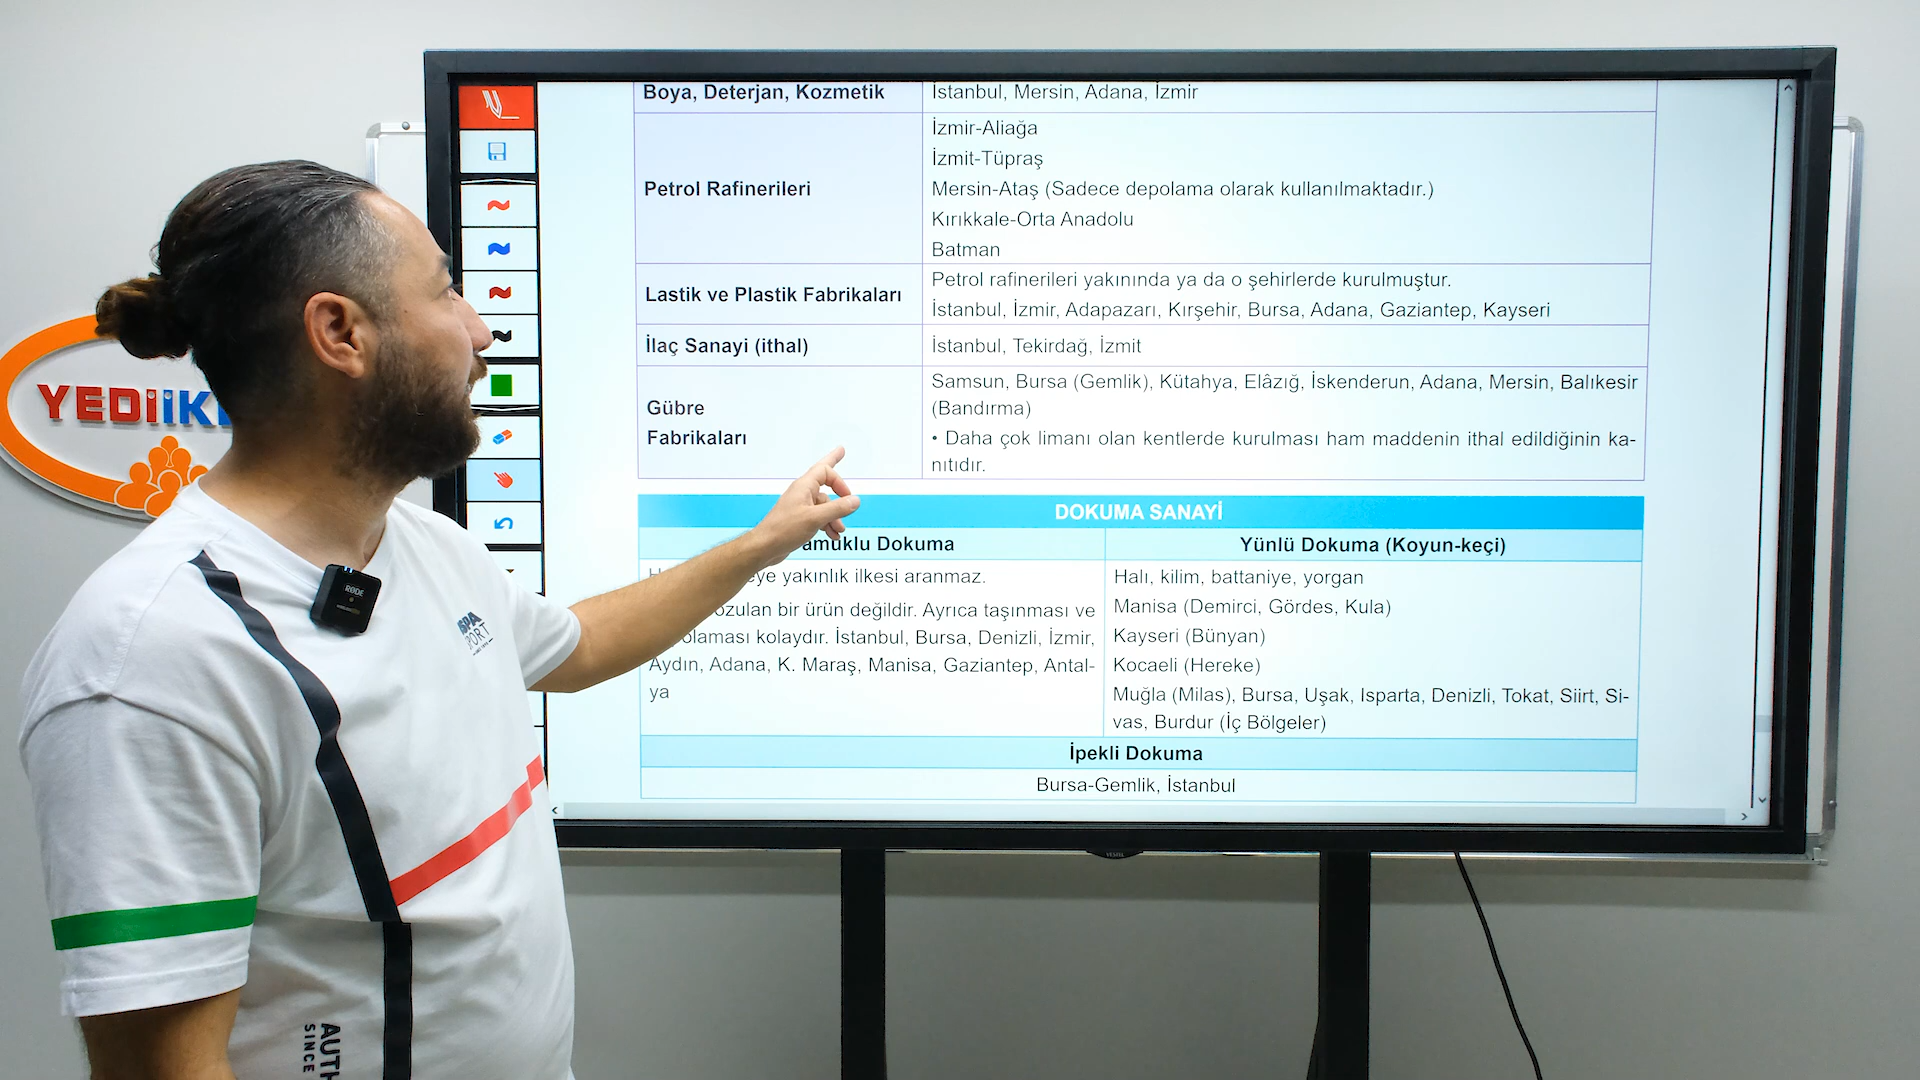 Boya, Deterjan, Kozmetik
İstanbul, Mersin, Adana, İzmir
Petrol Rafinerileri
İzmir-Aliağa
İzmit-Tüpraş
Mersin-Ataş (Sadece depolama olarak kullanılmaktadır.)
Kırıkkale-Orta Anadolu
Batman
Lastik ve Plastik Fabrikaları
Petrol rafinerileri yakınında ya da o şehirlerde kurulmuştur.
İstanbul, İzmir, Adapazarı, Kırşehir, Bursa, Adana, Gaziantep, Kayseri
İlaç Sanayi (ithal)
İstanbul, Tekirdağ, İzmit
Gübre
Fabrikaları
Samsun, Bursa (Gemlik), Kütahya, Elâzığ, İskenderun, Adana, Mersin, Balıkesir
(Bandırma)
• Daha çok limanı olan kentlerde kurulması ham maddenin ithal edildiğinin ka-
nıtıdır.
DOKUMA SANAYİ
amuklu Dokuma
yakınlık ilkesi aranmaz.
ozulan bir ürün değildir. Ayrıca taşınması ve
olaması kolaydır. İstanbul, Bursa, Denizli, İzmir,
Aydın, Adana, K. Maraş, Manisa, Gaziantep, Antal-
ya
Yünlü Dokuma (Koyun-keçi)
Halı, kilim, battaniye, yorgan
Manisa (Demirci, Gördes, Kula)
Kayseri (Bünyan)
Kocaeli (Hereke)
Muğla (Milas), Bursa, Uşak, Isparta, Denizli, Tokat, Siirt, Si-
vas, Burdur (İç Bölgeler)
İpekli Dokuma
Bursa-Gemlik, İstanbul
YEDiiK
RØDE
SPA
PORT
AUTH
SINCE
VESTEL